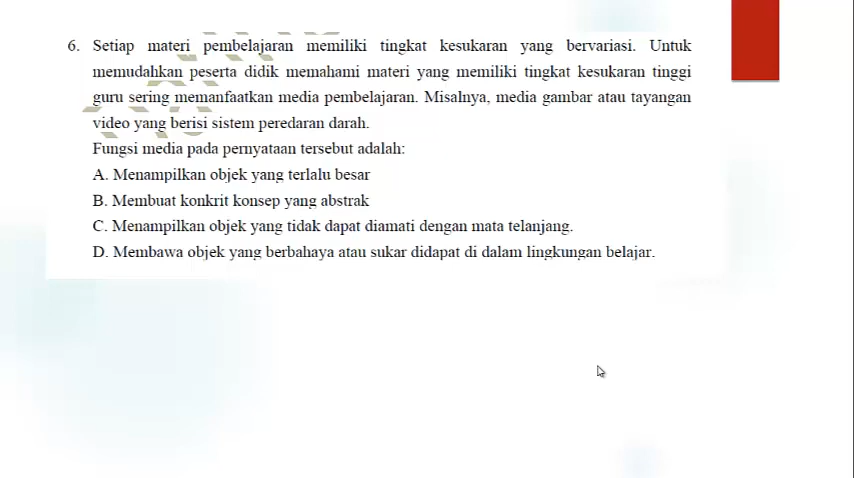 6. Setiap materi pembelajaran memiliki tingkat kesukaran yang bervariasi. Untuk
memudahkan peserta didik memahami materi yang memiliki tingkat kesukaran tinggi
guru sering memanfaatkan media pembelajaran. Misalnya, media gambar atau tayangan
video yang berisi sistem peredaran darah.
Fungsi media pada pernyataan tersebut adalah:
A. Menampilkan objek yang terlalu besar
B. Membuat konkrit konsep yang abstrak
C. Menampilkan objek yang tidak dapat diamati dengan mata telanjang.
D. Membawa objek yang berbahaya atau sukar didapat di dalam lingkungan belajar.